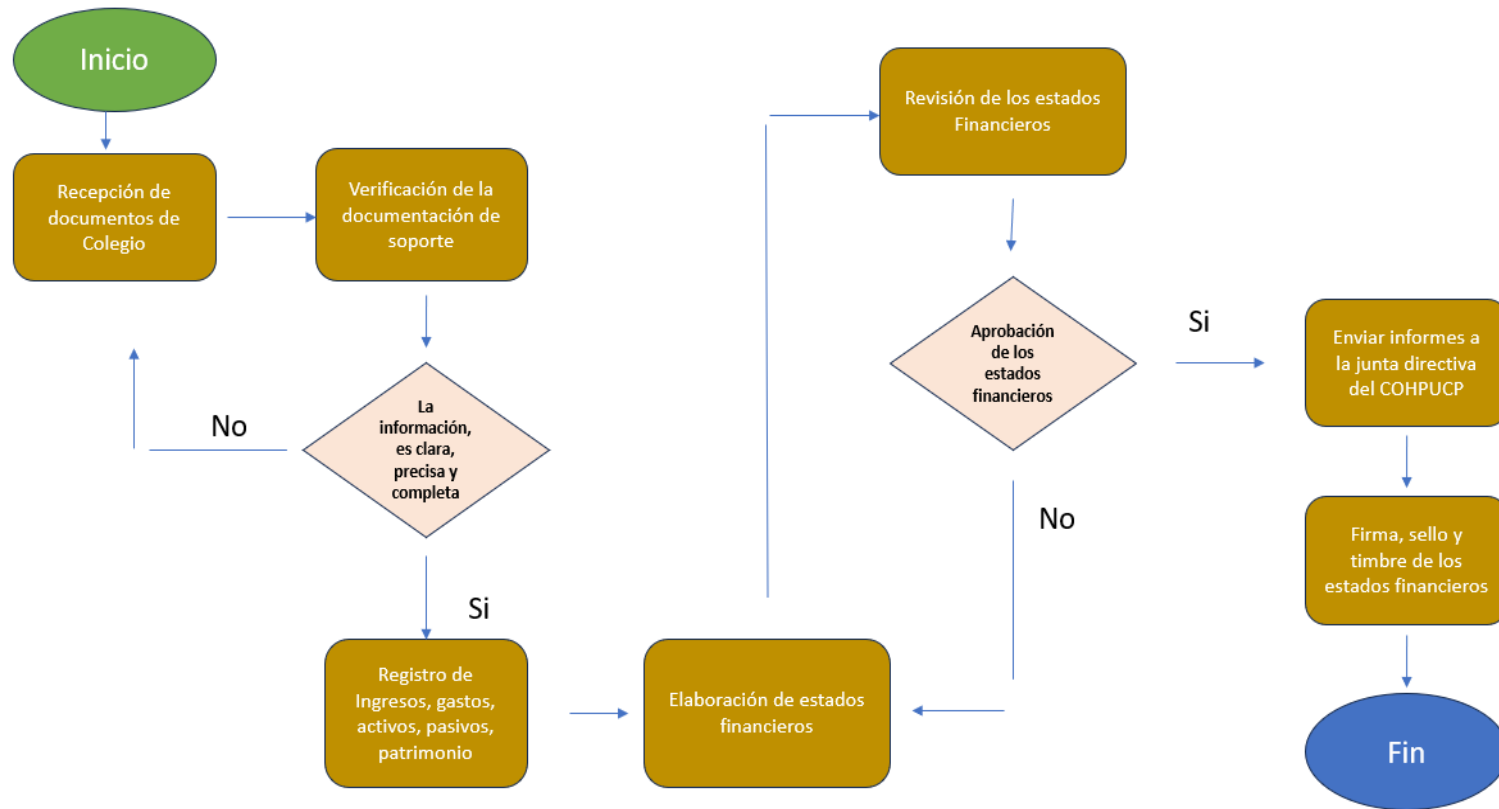 Inicio
Recepción de
documentos de
Colegio
Verificación de la
documentación de
soporte
La
información,
es clara,
precisa y
completa
No
Si
Registro de
Ingresos, gastos,
activos, pasivos,
patrimonio
Elaboración de estados
financieros
Revisión de los estados
Financieros
Aprobación
de los
estados
financieros
No
Si
Enviar informes a
la junta directiva
del COHPUCP
Firma, sello y
timbre de los
estados financieros
Fin